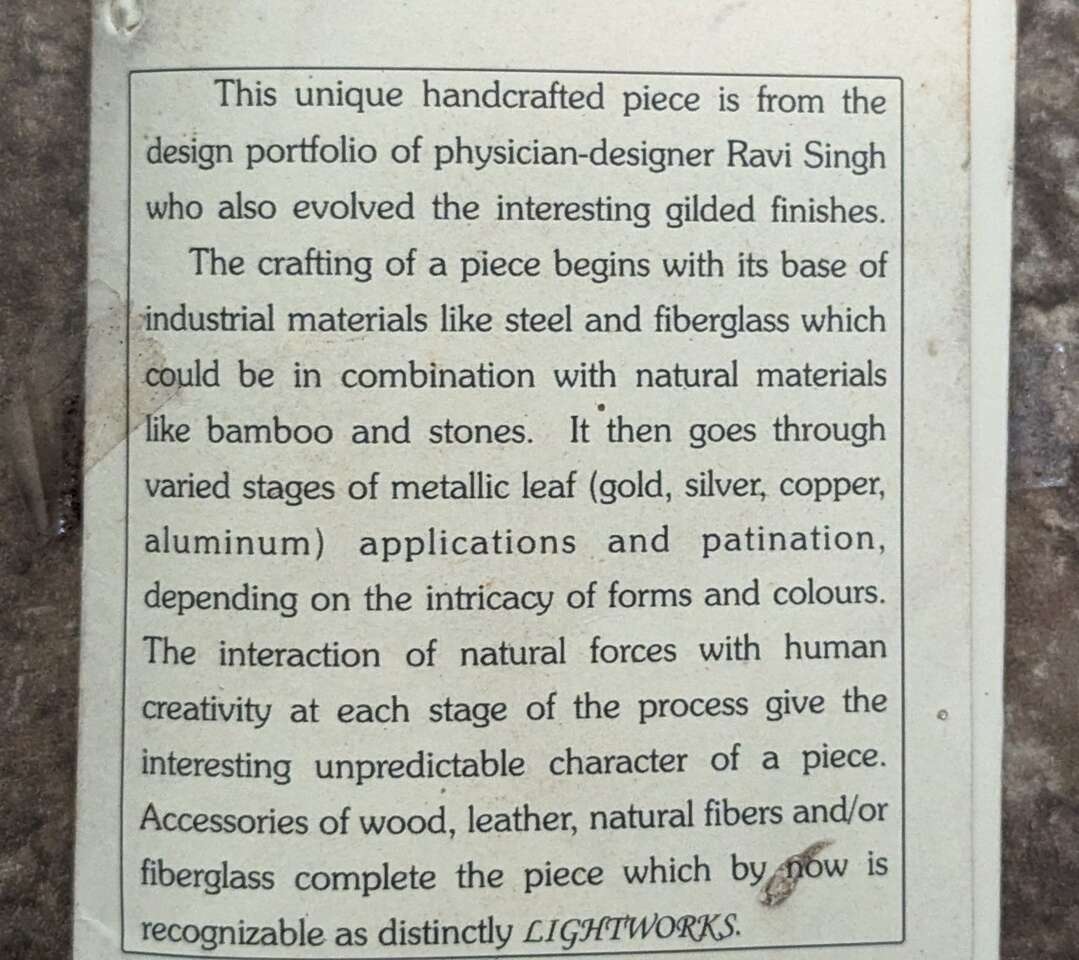 This unique handcrafted piece is from the
design portfolio of physician-designer Ravi Singh
who also evolved the interesting gilded finishes.
The crafting of a piece begins with its base of
industrial materials like steel and fiberglass which
could be in combination with natural materials
like bamboo and stones. It then goes through
varied stages of metallic leaf (gold, silver, copper,
aluminum) applications and patination,
depending on the intricacy of forms and colours.
The interaction of natural forces with human
creativity at each stage of the process give the
interesting unpredictable character of a piece.
Accessories of wood, leather, natural fibers and/or
fiberglass complete the piece which by now is
recognizable as distinctly LIGHTWORKS.